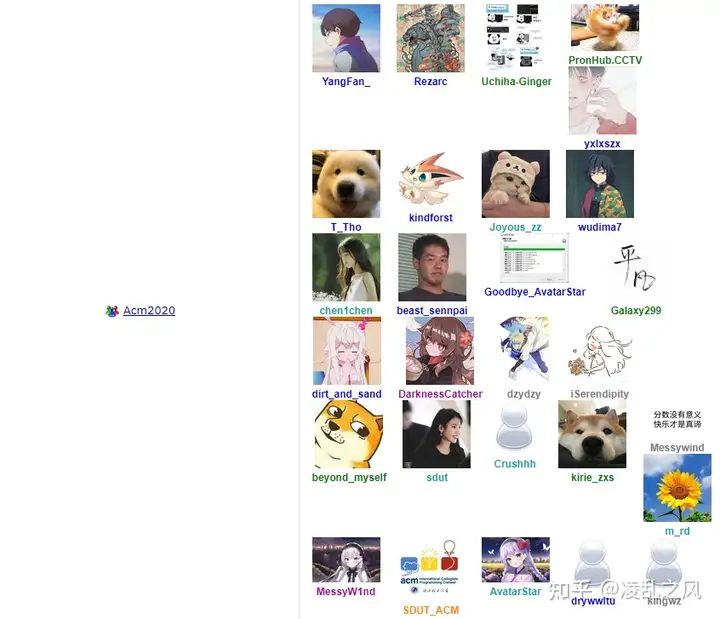 YangFan_
Rezarc
Uchiha-Ginger
PronHub.CCTV
yxlxszx
T_Tho
kindforst
Joyous_zz
wudima7
chen1chen
beast_sennpai
Goodbye_AvatarStar
平凡
Galaxy299
Acm2020
dirt_and_sand
DarknessCatcher
dzydzy
iSerendipity
beyond_myself
sdut
Crushhh
kirie_zxs
分数没有意义
快乐才是真谛
Messywind
m_rd
MessyW1nd
acm International Collegiate
Programming Contest
SDUT_ACM
AvatarStar
drywwltu
kingwz
知乎 @凌乱之风